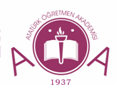 ATATÜRK ÖĞRETMEN AKADEMİSİ
A A
1937